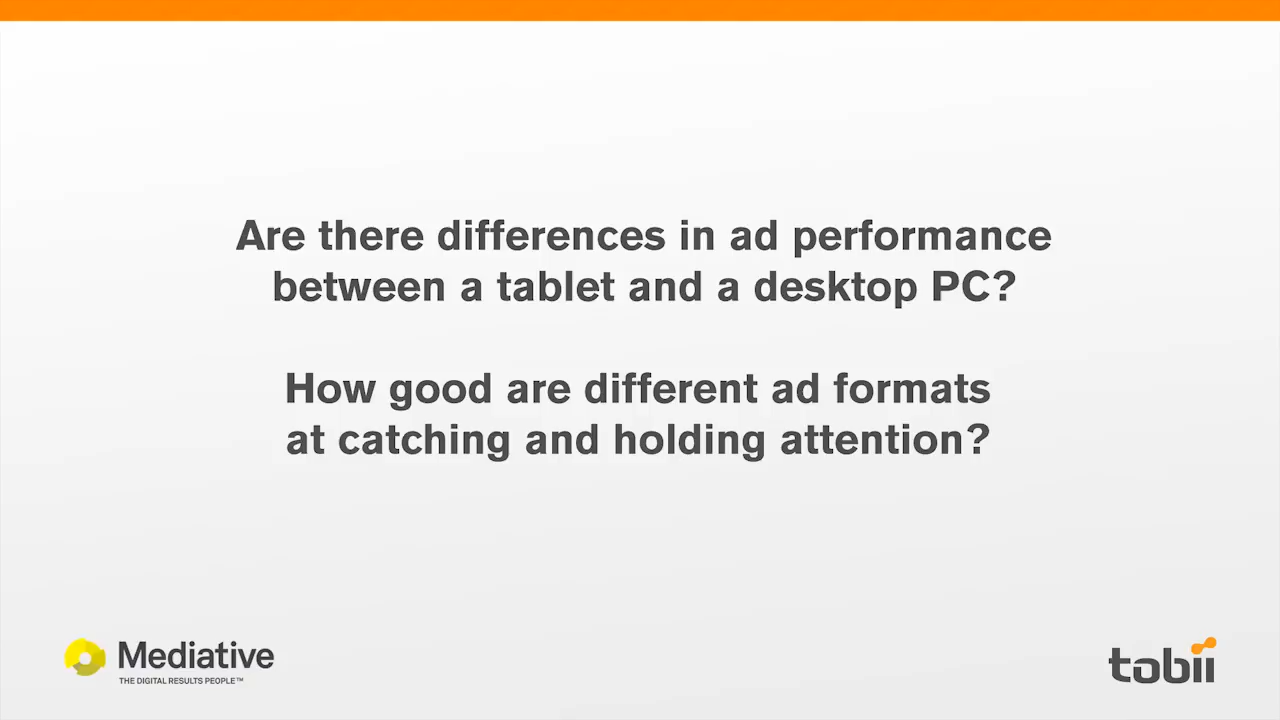 Are there differences in ad performance
between a tablet and a desktop PC?
How good are different ad formats
at catching and holding attention?
Mediative
THE DIGITAL RESULTS PEOPLE™
tobii